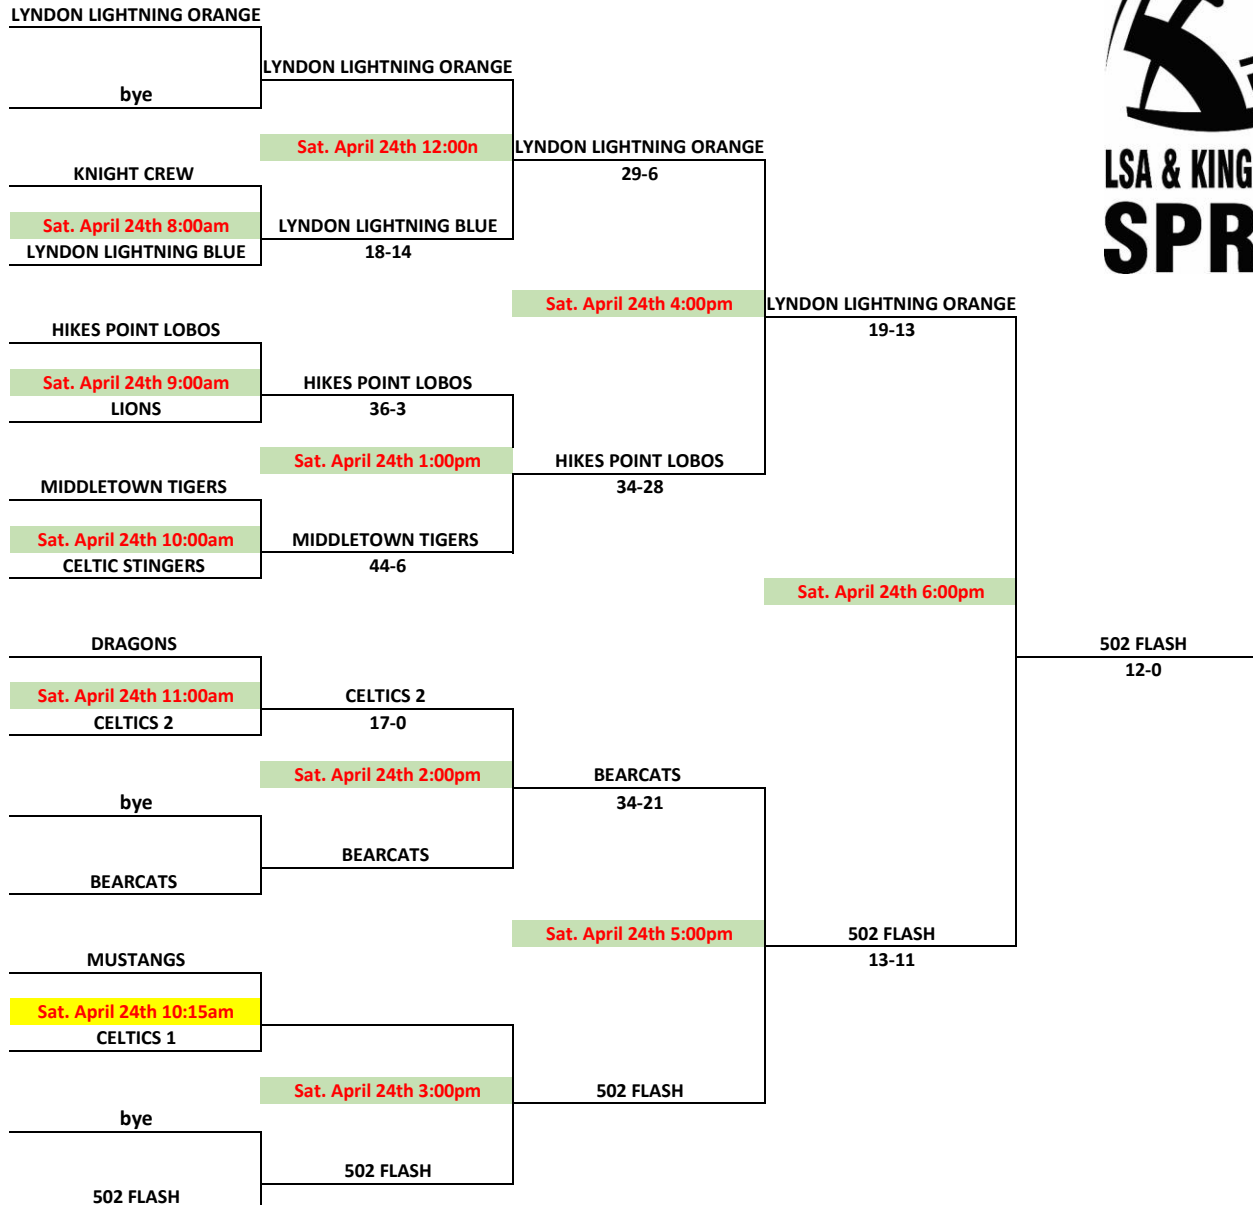 LYNDON LIGHTNING ORANGE
bye
LYNDON LIGHTNING ORANGE
Sat. April 24th 12:00n
LYNDON LIGHTNING ORANGE
29-6
KNIGHT CREW
Sat. April 24th 8:00am
LYNDON LIGHTNING BLUE
LYNDON LIGHTNING BLUE
18-14
LSA & KING
SPR
Sat. April 24th 4:00pm
LYNDON LIGHTNING ORANGE
19-13
HIKES POINT LOBOS
Sat. April 24th 9:00am
LIONS
HIKES POINT LOBOS
36-3
Sat. April 24th 1:00pm
HIKES POINT LOBOS
34-28
MIDDLETOWN TIGERS
Sat. April 24th 10:00am
CELTIC STINGERS
MIDDLETOWN TIGERS
44-6
Sat. April 24th 6:00pm
502 FLASH
12-0
DRAGONS
Sat. April 24th 11:00am
CELTICS 2
CELTICS 2
17-0
Sat. April 24th 2:00pm
BEARCATS
34-21
bye
BEARCATS
BEARCATS
Sat. April 24th 5:00pm
502 FLASH
13-11
MUSTANGS
Sat. April 24th 10:15am
CELTICS 1
Sat. April 24th 3:00pm
502 FLASH
bye
502 FLASH
502 FLASH